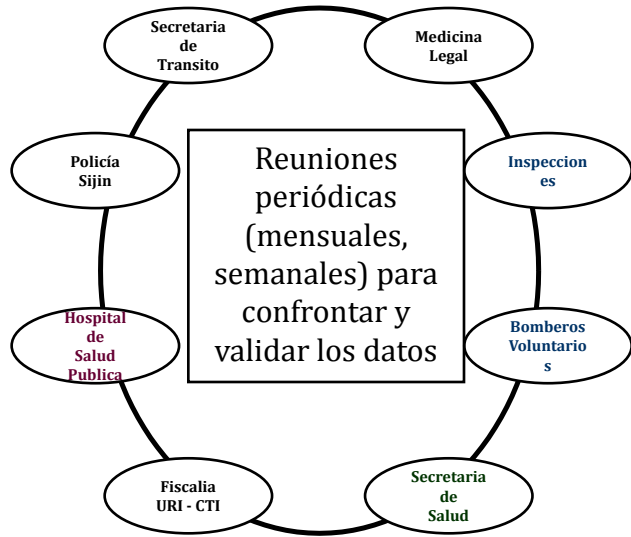 Secretaria
de
Transito
Medicina
Legal
Policía
Sijin
Inspeccion
es
Reuniones
periódicas
(mensuales,
semanales) para
confrontar y
validar los datos
Hospital
de
Salud
Publica
Bomberos
Voluntario
s
Fiscalia
URI - CTI
Secretaria
de
Salud